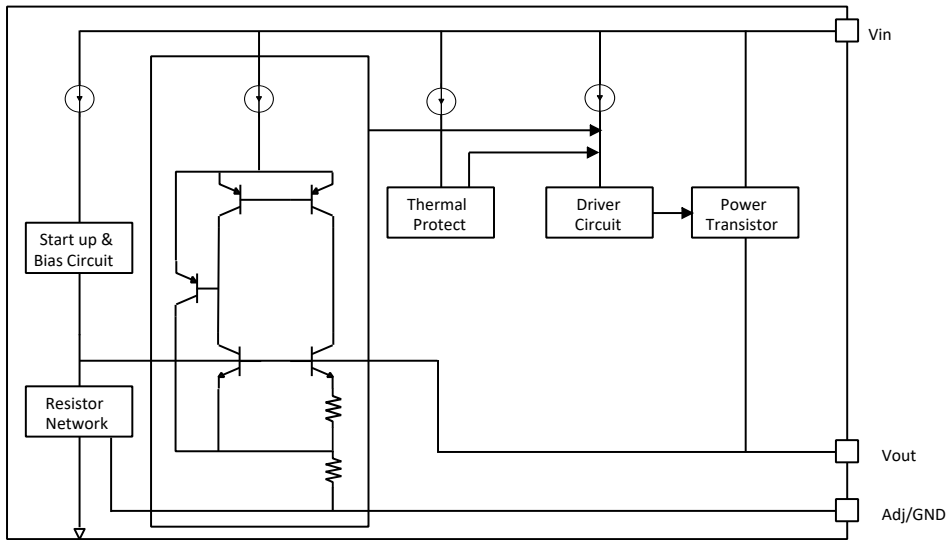 Vin
Thermal
Protect
Driver
Circuit
Power
Transistor
Start up &
Bias Circuit
Resistor
Network
Vout
Adj/GND